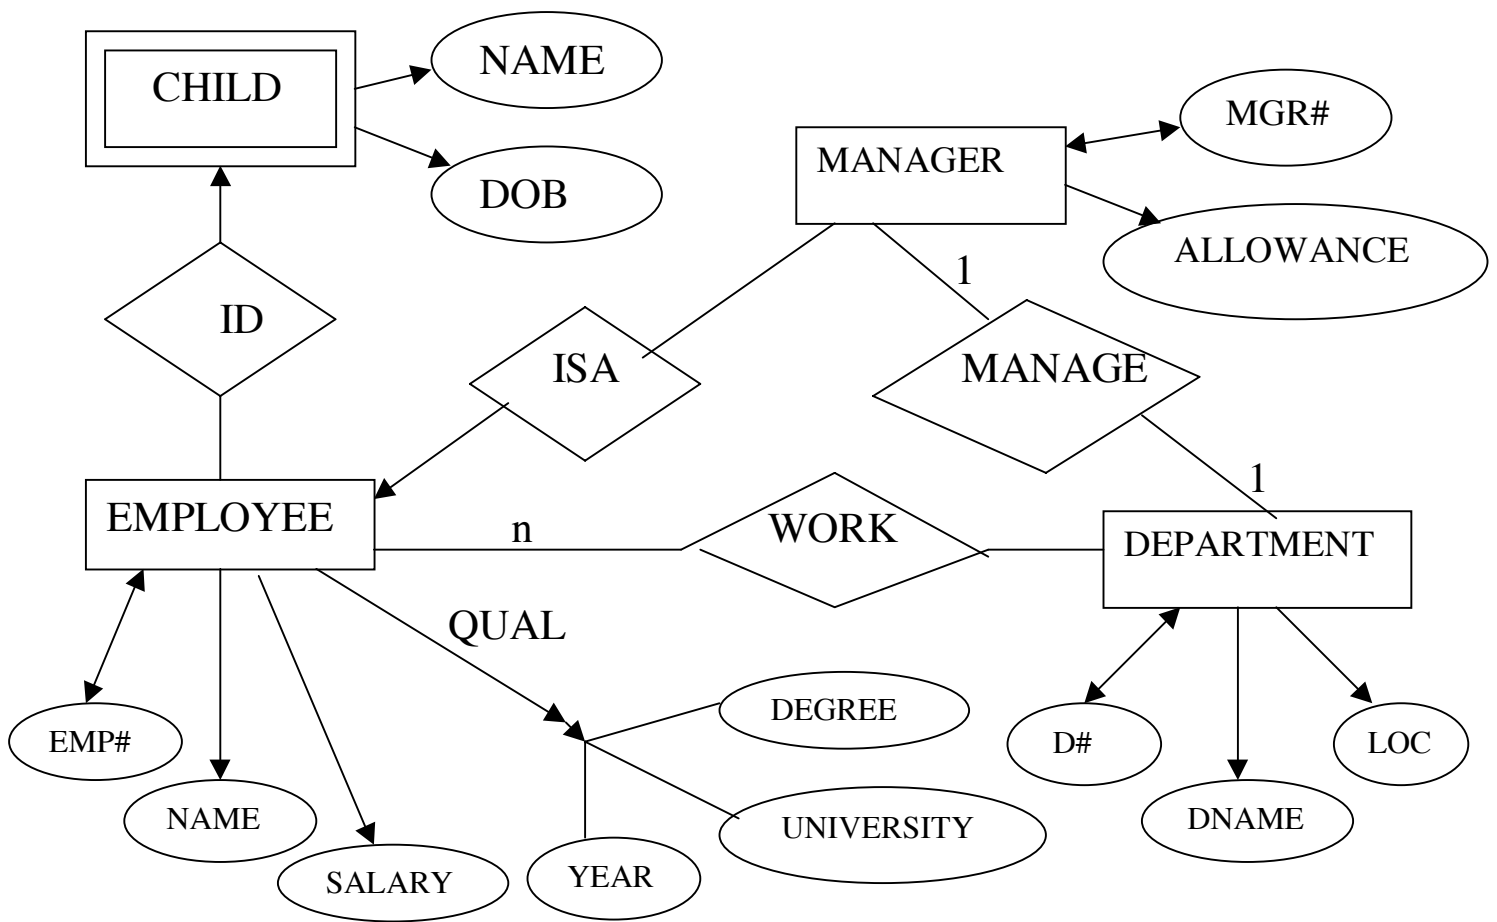 NAME
CHILD
MGR#
MANAGER
DOB
ALLOWANCE
1
ID
ISA
MANAGE
1
EMPLOYEE
n
WORK
DEPARTMENT
QUAL
DEGREE
EMP#
D#
LOC
NAME
UNIVERSITY
DNAME
YEAR
SALARY